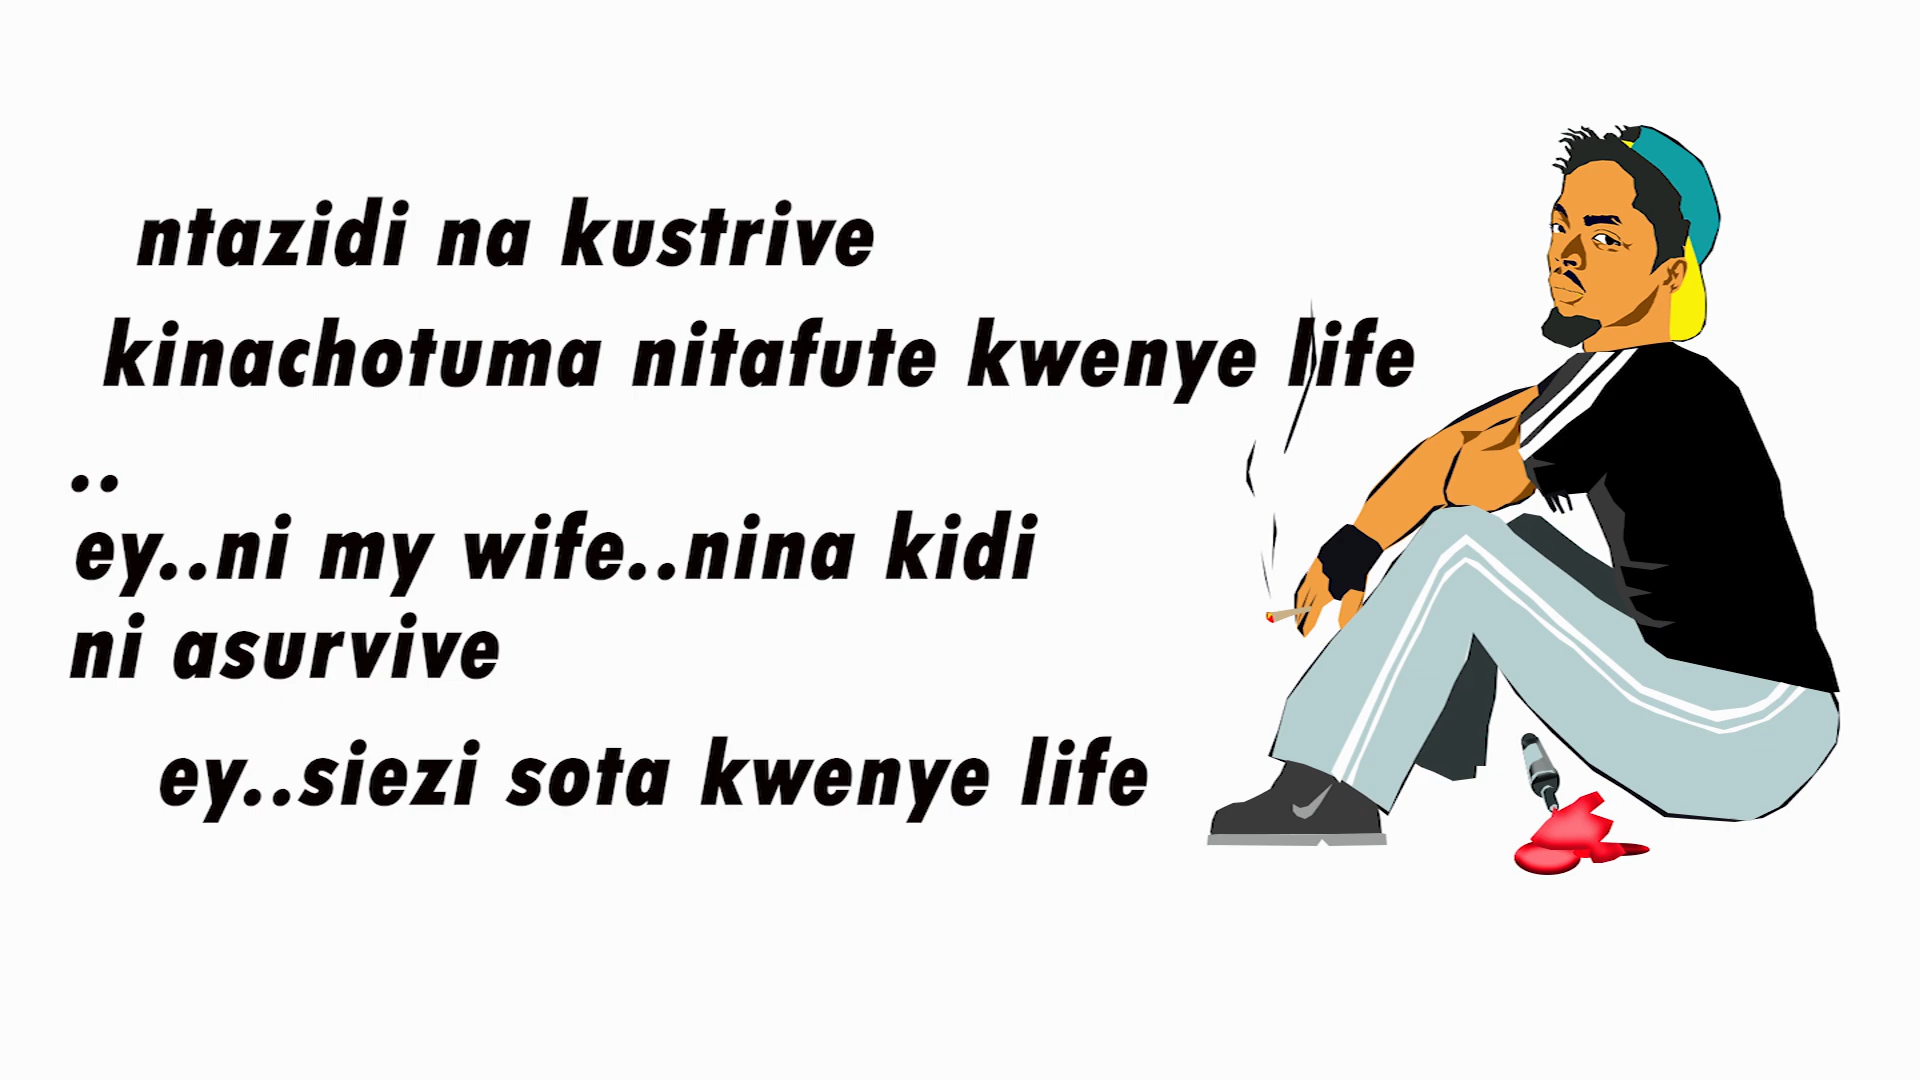 ntazidi na kustrive
kinachotuma nitafute kwenye life
..
ey..ni my wife..nina kidi
ni asurvive
ey..siezi sota kwenye life